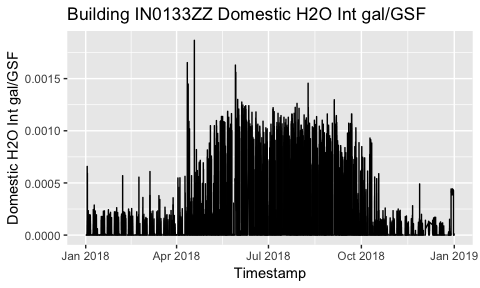 Building IN0133ZZ Domestic H2O Int gal/GSF
Domestic H2O Int gal/GSF
0.0015
0.0010
0.0005
0.0000
Jan 2018
Apr 2018
Jul 2018
Oct 2018
Jan 2019
Timestamp